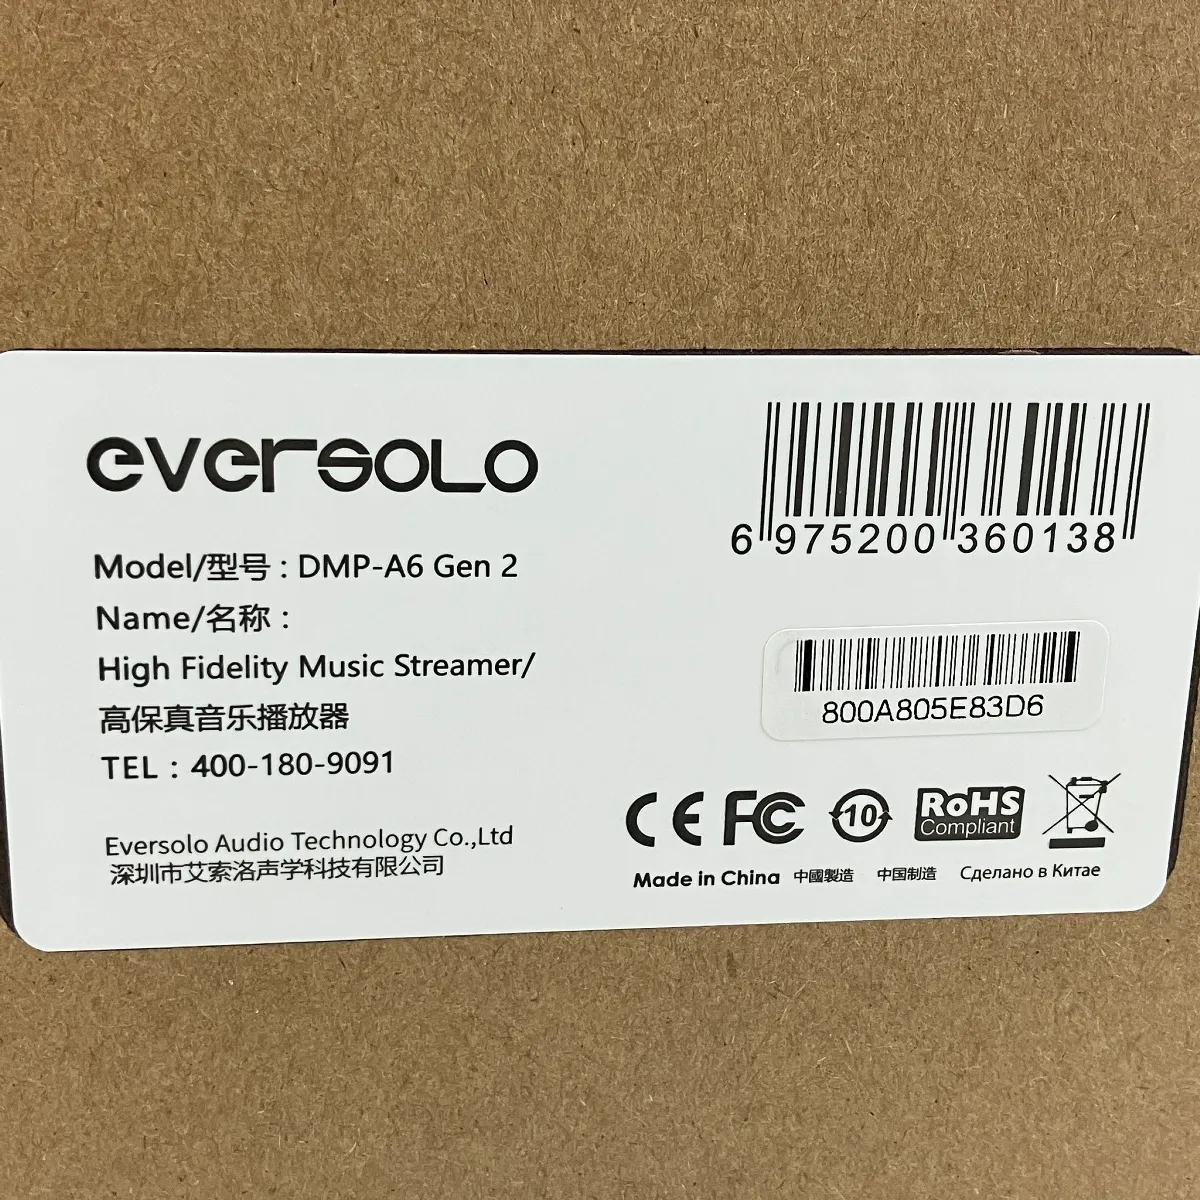 eversolo
Model/型号 : DMP-A6 Gen 2
Name/名称 :
High Fidelity Music Streamer/
高保真音乐播放器
TEL : 400-180-9091
Eversolo Audio Technology Co.,Ltd
深圳市艾索洛声学科技有限公司
6 975200 360138
800A805E83D6
CE FC 10 RoHS
Compliant
Made in China 中國製造 中国制造 Сделано в Китае